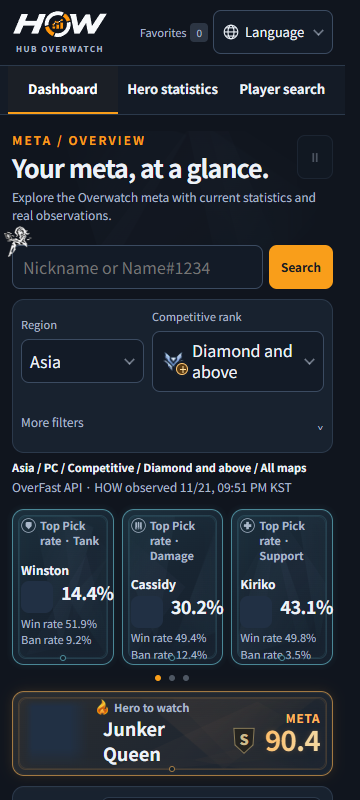 HOW
HUB OVERWATCH
Favorites 0
Language
Dashboard
Hero statistics
Player search
META / OVERVIEW
Your meta, at a glance.
Explore the Overwatch meta with current statistics and
real observations.
Nickname or Name#1234
Search
Region
Asia
Competitive rank
Diamond and
above
More filters
Asia / PC / Competitive / Diamond and above / All maps
OverFast API · HOW observed 11/21, 09:51 PM KST
Top Pick
rate · Tank
Winston
14.4%
Win rate 51.9%
Ban rate 9.2%
Top Pick
rate ·
Damage
Cassidy
30.2%
Win rate 49.4%
Ban rate 12.4%
Top Pick
rate ·
Support
Kiriko
43.1%
Win rate 49.8%
Ban rate 3.5%
Hero to watch
Junker
Queen
S
META
90.4